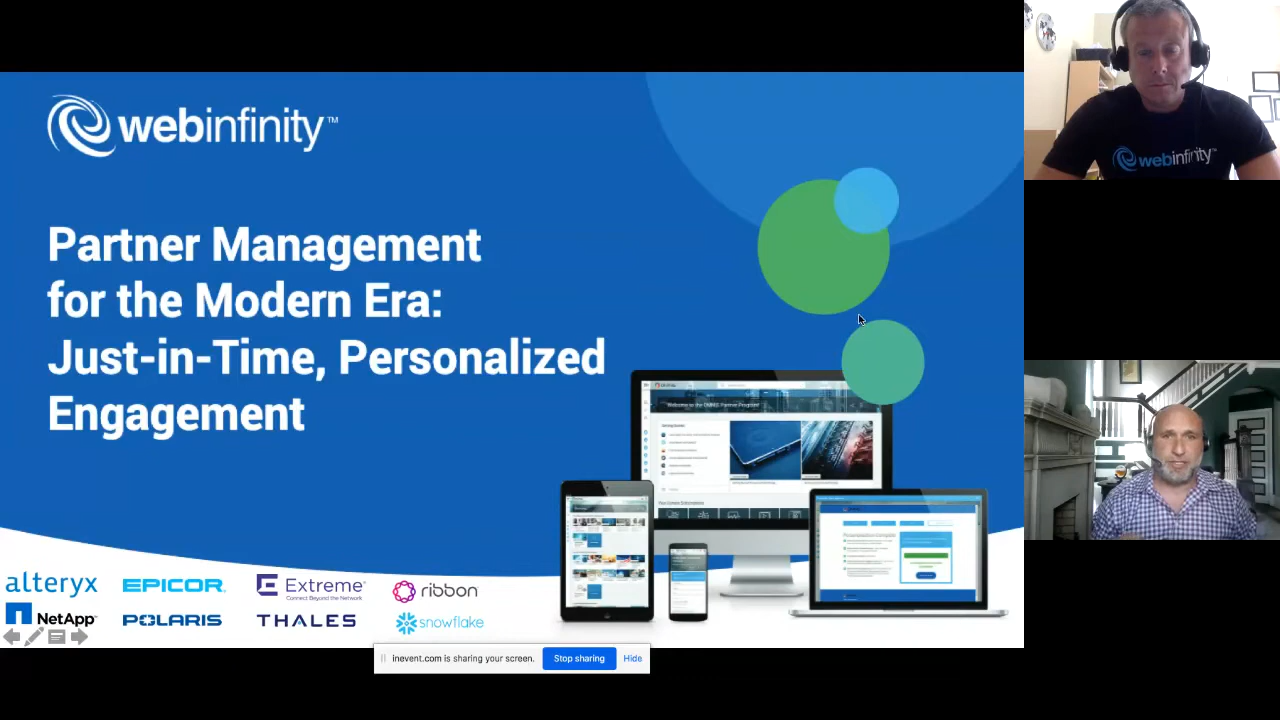 webinfinity™
Partner Management
for the Modern Era:
Just-in-Time, Personalized
Engagement
alteryx
EPICOR
Extreme
Connect Beyond the Network
ribbon
NetApp
POLARIS
THALES
snowflake
inevent.com is sharing your screen.
Stop sharing
Hide
webinfinity